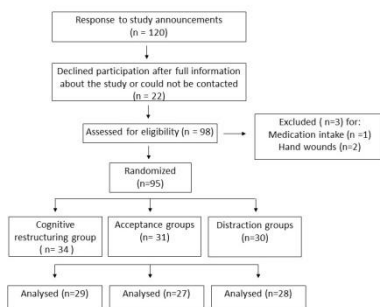 Response to study announcements
(n = 120)
Declined participation after full information
about the study or could not be contacted
(n = 22)
Assessed for eligibility (n = 98)
Excluded ( n=3) for:
Medication intake (n =1)
Hand wounds (n=2)
Randomized
(n=95)
Cognitive
restructuring group
( n= 34 )
Acceptance groups
( n= 31)
Distraction groups
(n=30)
Analysed (n=29)
Analysed (n=27)
Analysed (n=28)